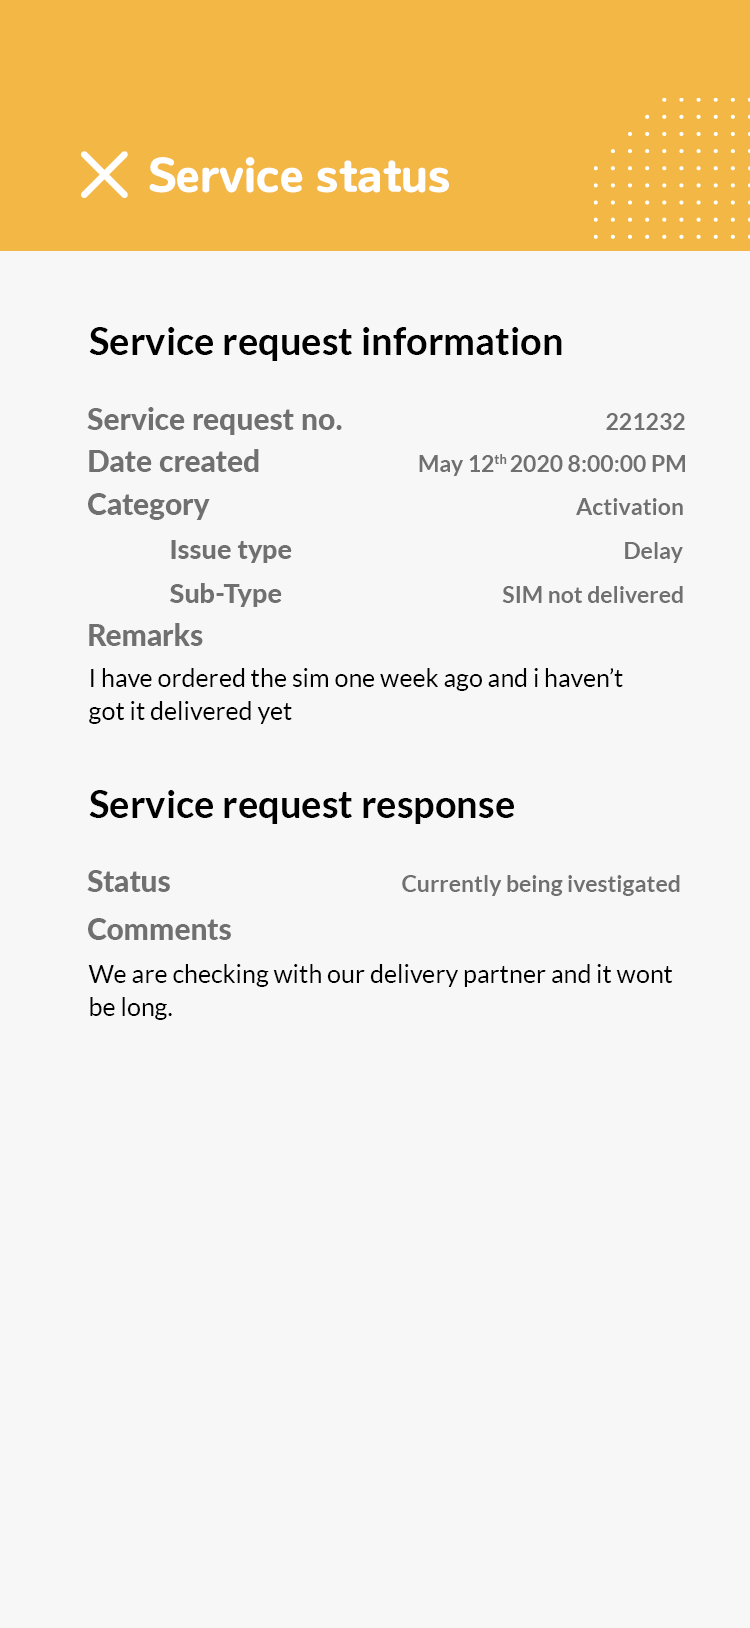 Service status
Service request information
Service request no. 221232
Date created May 12th 2020 8:00:00 PM
Category Activation
Issue type Delay
Sub-Type SIM not delivered
Remarks
I have ordered the sim one week ago and i haven’t
got it delivered yet
Service request response
Status Currently being ivestigated
Comments
We are checking with our delivery partner and it wont
be long.